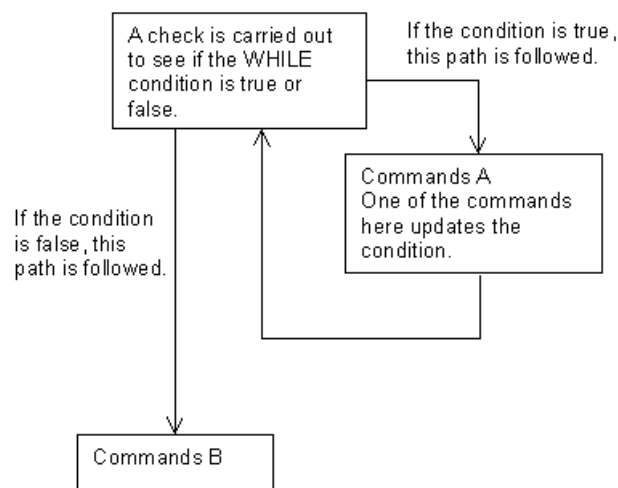 A check is carried out
to see if the WHILE
condition is true or
false.
If the condition is true,
this path is followed.
Commands A
One of the commands
here updates the
condition.
If the condition
is false, this
path is followed.
Commands B